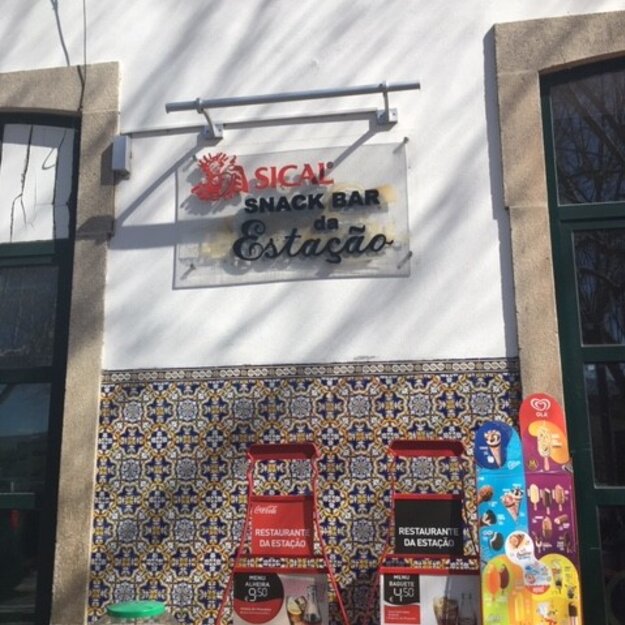 SICAL®
SNACK BAR
da
Estação
OLÁ
Coca-Cola
RESTAURANTE
DA ESTAÇÃO
RESTAURANTE
DA ESTAÇÃO
MENU
ALHEIRA
€
9,50
MENU
BAGUETE
€
4,50